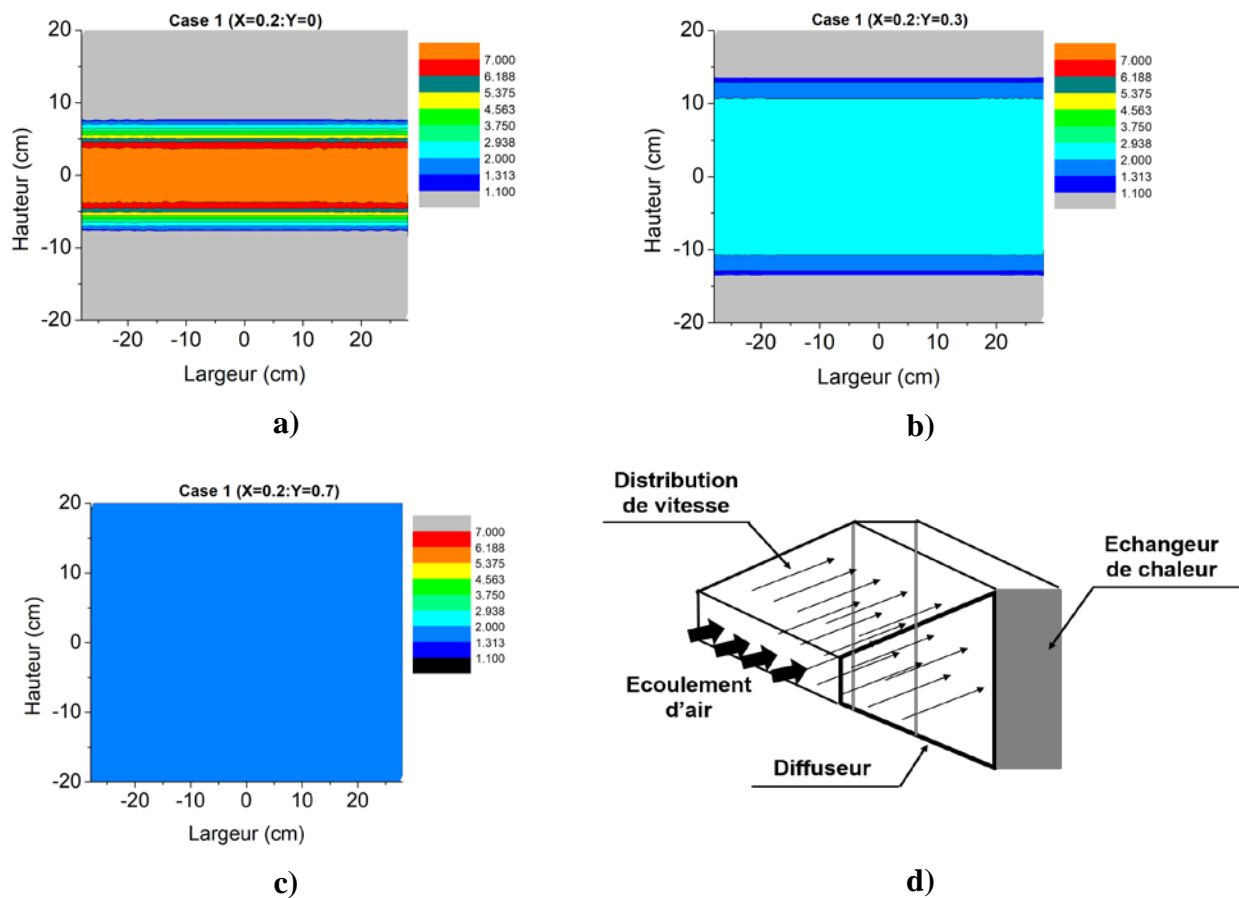 Case 1 (X=0.2:Y=0)
20
10
0
-10
-20
Hauteur (cm)
-20 -10 0 10 20
Largeur (cm)
7.000
6.188
5.375
4.563
3.750
2.938
2.000
1.313
1.100
a)
Case 1 (X=0.2:Y=0.3)
20
10
0
-10
-20
Hauteur (cm)
-20 -10 0 10 20
Largeur (cm)
7.000
6.188
5.375
4.563
3.750
2.938
2.000
1.313
1.100
b)
Case 1 (X=0.2:Y=0.7)
20
10
0
-10
-20
Hauteur (cm)
-20 -10 0 10 20
Largeur (cm)
7.000
6.188
5.375
4.563
3.750
2.938
2.000
1.313
1.100
c)
Distribution
de vitesse
Echangeur
de chaleur
Ecoulement
d'air
Diffuseur
d)